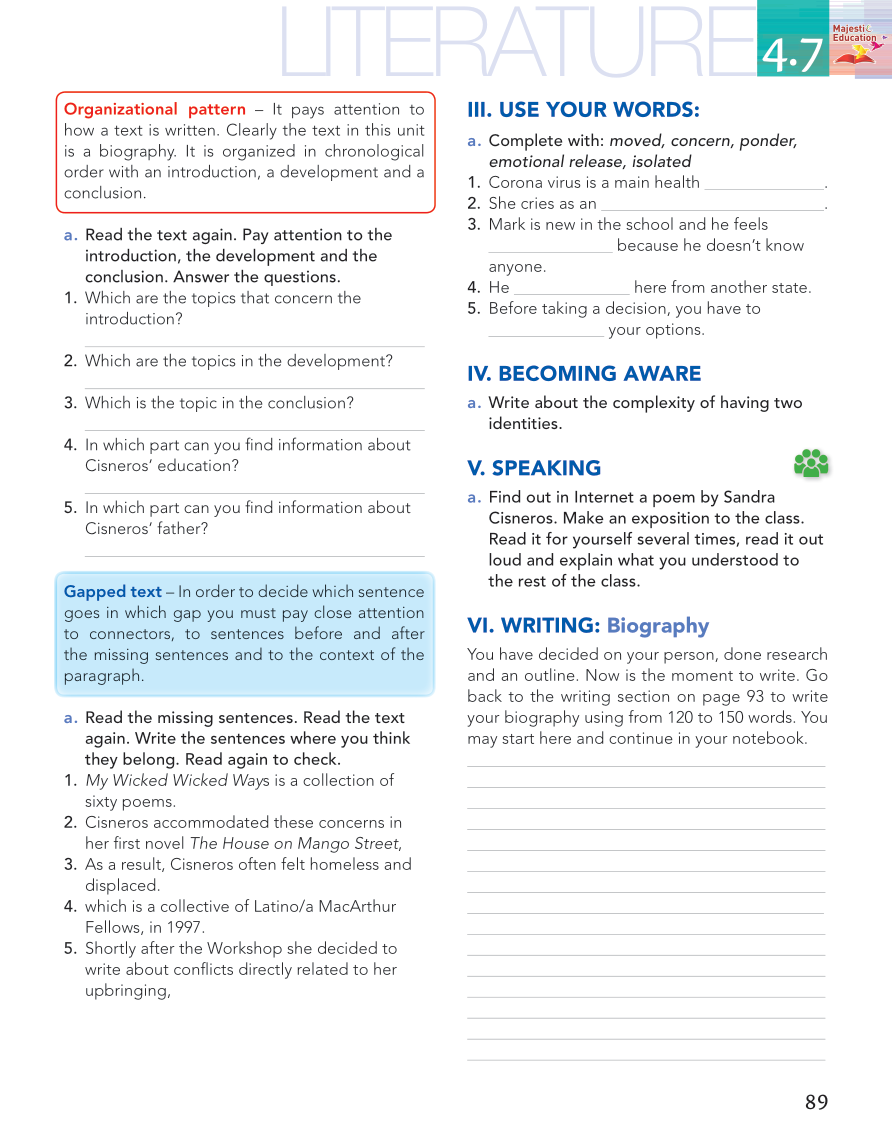 LITERATURE
4.7
Majestic
Education
Organizational pattern – It pays attention to
how a text is written. Clearly the text in this unit
is a biography. It is organized in chronological
order with an introduction, a development and a
conclusion.
a. Read the text again. Pay attention to the
introduction, the development and the
conclusion. Answer the questions.
1. Which are the topics that concern the
introduction?
2. Which are the topics in the development?
3. Which is the topic in the conclusion?
4. In which part can you find information about
Cisneros’ education?
5. In which part can you find information about
Cisneros’ father?
Gapped text – In order to decide which sentence
goes in which gap you must pay close attention
to connectors, to sentences before and after
the missing sentences and to the context of the
paragraph.
a. Read the missing sentences. Read the text
again. Write the sentences where you think
they belong. Read again to check.
1. My Wicked Wicked Ways is a collection of
sixty poems.
2. Cisneros accommodated these concerns in
her first novel The House on Mango Street,
3. As a result, Cisneros often felt homeless and
displaced.
4. which is a collective of Latino/a MacArthur
Fellows, in 1997.
5. Shortly after the Workshop she decided to
write about conflicts directly related to her
upbringing,
III. USE YOUR WORDS:
a. Complete with: moved, concern, ponder,
emotional release, isolated
1. Corona virus is a main health ______________.
2. She cries as an __________________________.
3. Mark is new in the school and he feels
______________ because he doesn’t know
anyone.
4. He _____________ here from another state.
5. Before taking a decision, you have to
_____________ your options.
IV. BECOMING AWARE
a. Write about the complexity of having two
identities.
V. SPEAKING
a. Find out in Internet a poem by Sandra
Cisneros. Make an exposition to the class.
Read it for yourself several times, read it out
loud and explain what you understood to
the rest of the class.
VI. WRITING: Biography
You have decided on your person, done research
and an outline. Now is the moment to write. Go
back to the writing section on page 93 to write
your biography using from 120 to 150 words. You
may start here and continue in your notebook.
89